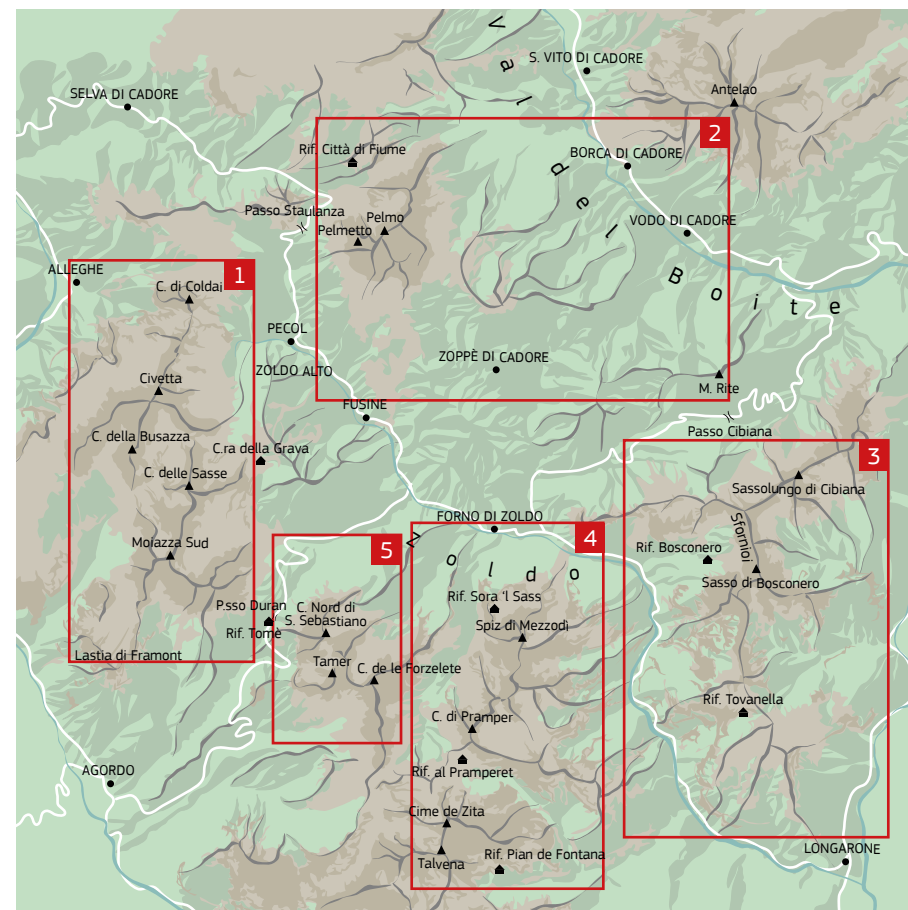 Val del Boite
S. VITO DI CADORE
SELVA DI CADORE
Antelao
2
Rif. Città di Fiume
BORCA DI CADORE
Passo Staulanza
Pelmo
Pelmetto
VODO DI CADORE
ALLEGHE
1
C. di Coldai
PECOL
ZOLDO ALTO
ZOPPÈ DI CADORE
Civetta
M. Rite
FUSINE
Passo Cibiana
C. della Busazza
C.ra della Grava
3
C. delle Sasse
Sassolungo di Cibiana
FORNO DI ZOLDO
Sfornioi
Moiazza Sud
5
4
Zoldo
Rif. Bosconero
Sasso di Bosconero
P.sso Duran
Rif. Tomè
C. Nord di
S. Sebastiano
Rif. Sora 'l Sass
Spiz di Mezzodì
Lastia di Framont
Tamer
C. de le Forzelete
Rif. Tovanella
C. di Pramper
Rif. al Pramperet
AGORDO
Cime de Zita
Talvena
Rif. Pian de Fontana
LONGARONE